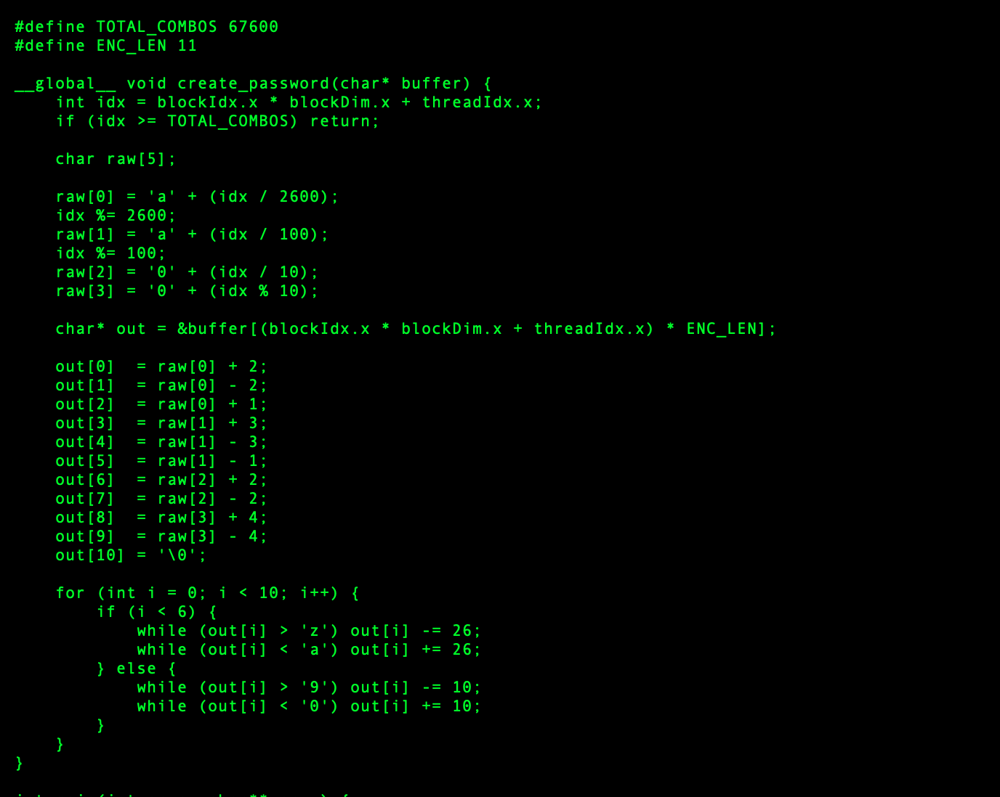 #define TOTAL_COMBOS 67600
#define ENC_LEN 11

__global__ void create_password(char* buffer) {
    int idx = blockIdx.x * blockDim.x + threadIdx.x;
    if (idx >= TOTAL_COMBOS) return;

    char raw[5];

    raw[0] = 'a' + (idx / 2600);
    idx %= 2600;
    raw[1] = 'a' + (idx / 100);
    idx %= 100;
    raw[2] = '0' + (idx / 10);
    raw[3] = '0' + (idx % 10);

    char* out = &buffer[(blockIdx.x * blockDim.x + threadIdx.x) * ENC_LEN];

    out[0]  = raw[0] + 2;
    out[1]  = raw[0] - 2;
    out[2]  = raw[0] + 1;
    out[3]  = raw[1] + 3;
    out[4]  = raw[1] - 3;
    out[5]  = raw[1] - 1;
    out[6]  = raw[2] + 2;
    out[7]  = raw[2] - 2;
    out[8]  = raw[3] + 4;
    out[9]  = raw[3] - 4;
    out[10] = '\0';

    for (int i = 0; i < 10; i++) {
        if (i < 6) {
            while (out[i] > 'z') out[i] -= 26;
            while (out[i] < 'a') out[i] += 26;
        } else {
            while (out[i] > '9') out[i] -= 10;
            while (out[i] < '0') out[i] += 10;
        }
    }
}